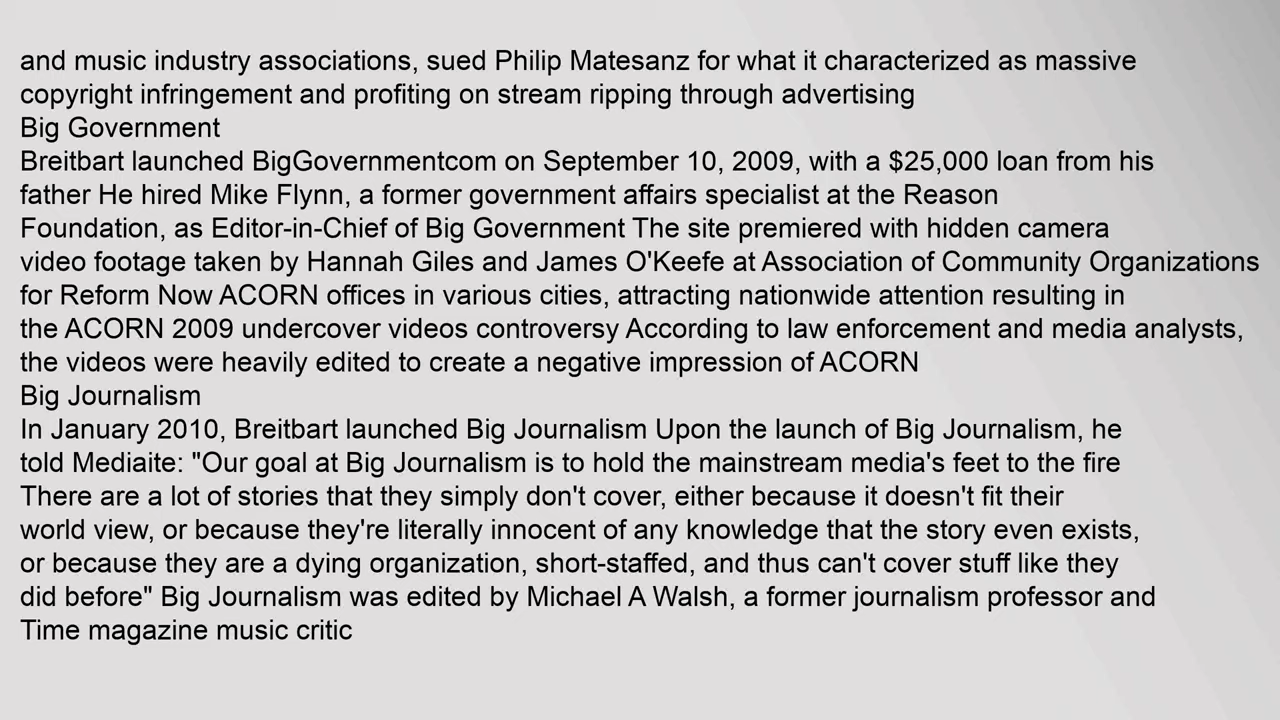 and music industry associations, sued Philip Matesanz for what it characterized as massive
copyright infringement and profiting on stream ripping through advertising
Big Government
Breitbart launched BigGovernmentcom on September 10, 2009, with a $25,000 loan from his
father He hired Mike Flynn, a former government affairs specialist at the Reason
Foundation, as Editor-in-Chief of Big Government The site premiered with hidden camera
video footage taken by Hannah Giles and James O'Keefe at Association of Community Organizations
for Reform Now ACORN offices in various cities, attracting nationwide attention resulting in
the ACORN 2009 undercover videos controversy According to law enforcement and media analysts,
the videos were heavily edited to create a negative impression of ACORN
Big Journalism
In January 2010, Breitbart launched Big Journalism Upon the launch of Big Journalism, he
told Mediaite: "Our goal at Big Journalism is to hold the mainstream media's feet to the fire
There are a lot of stories that they simply don't cover, either because it doesn't fit their
world view, or because they're literally innocent of any knowledge that the story even exists,
or because they are a dying organization, short-staffed, and thus can't cover stuff like they
did before" Big Journalism was edited by Michael A Walsh, a former journalism professor and
Time magazine music critic